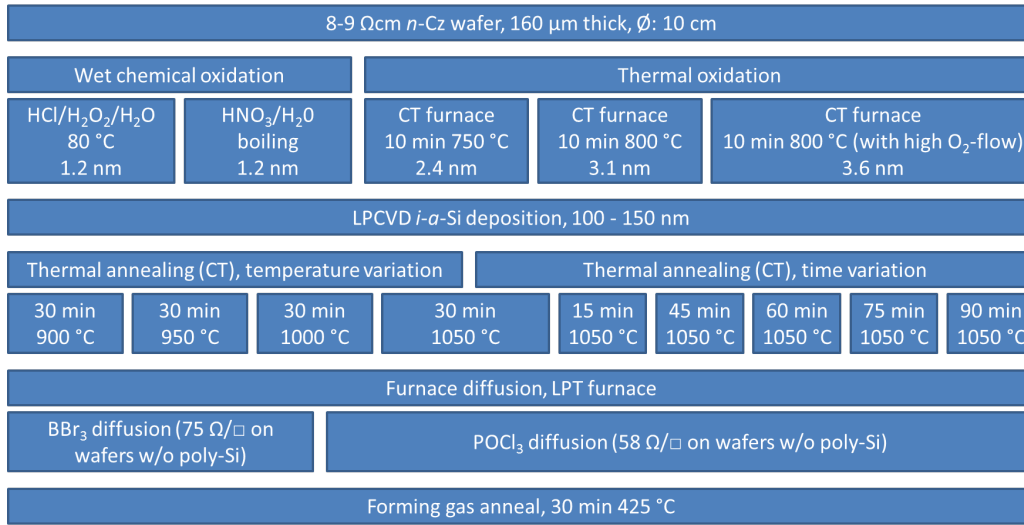 8-9 Ωcm n-Cz wafer, 160 µm thick, Ø: 10 cm
Wet chemical oxidation
Thermal oxidation
HCl/H₂O₂/H₂O
80 °C
1.2 nm
HNO₃/H₂0
boiling
1.2 nm
CT furnace
10 min 750 °C
2.4 nm
CT furnace
10 min 800 °C
3.1 nm
CT furnace
10 min 800 °C (with high O₂-flow)
3.6 nm
LPCVD i-a-Si deposition, 100 - 150 nm
Thermal annealing (CT), temperature variation
Thermal annealing (CT), time variation
30 min
900 °C
30 min
950 °C
30 min
1000 °C
30 min
1050 °C
15 min
1050 °C
45 min
1050 °C
60 min
1050 °C
75 min
1050 °C
90 min
1050 °C
Furnace diffusion, LPT furnace
BBr₃ diffusion (75 Ω/□ on
wafers w/o poly-Si)
POCl₃ diffusion (58 Ω/□ on wafers w/o poly-Si)
Forming gas anneal, 30 min 425 °C